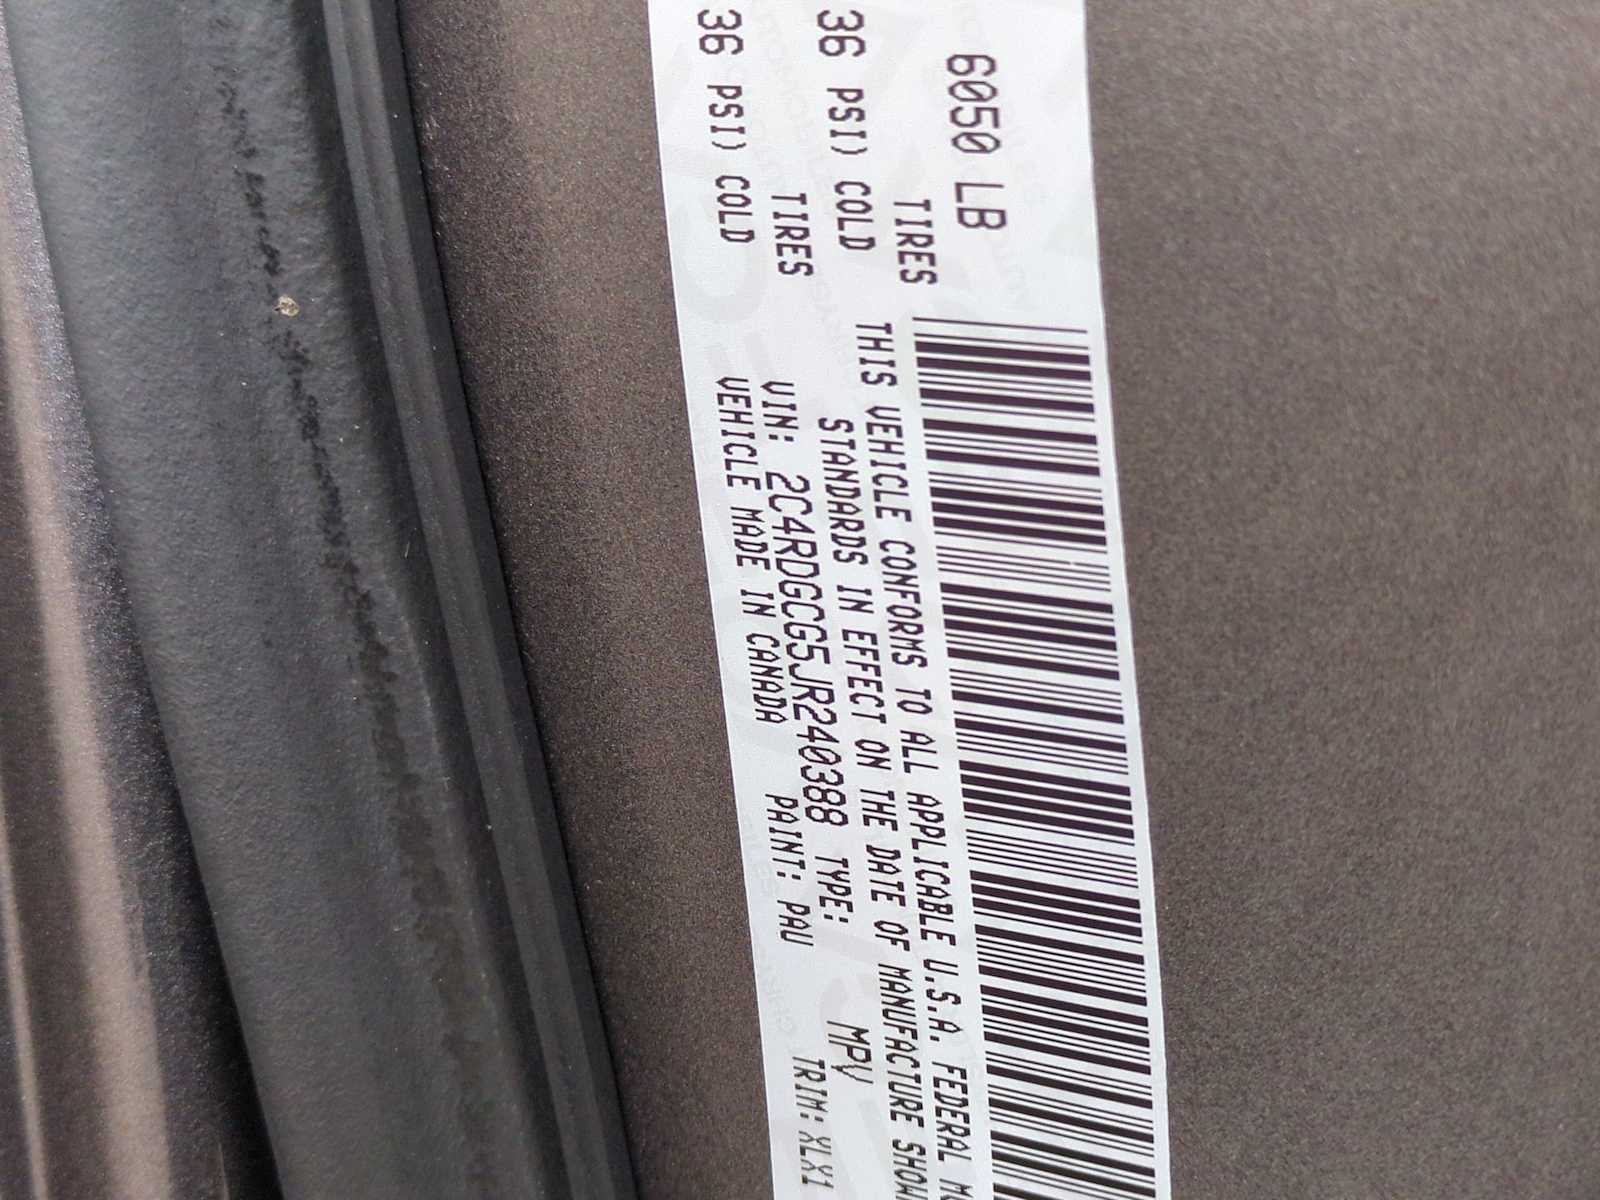 6050 LB
TIRES
36 PSI) COLD
TIRES
36 PSI) COLD
THIS VEHICLE CONFORMS TO ALL APPLICABLE U.S.A. FEDERAL
STANDARDS IN EFFECT ON THE DATE OF MANUFACTURE
VIN: 2C4RDGCG5JR240388 TYPE: MPV
VEHICLE MADE IN CANADA PAINT: PAU TRIM: XLX1